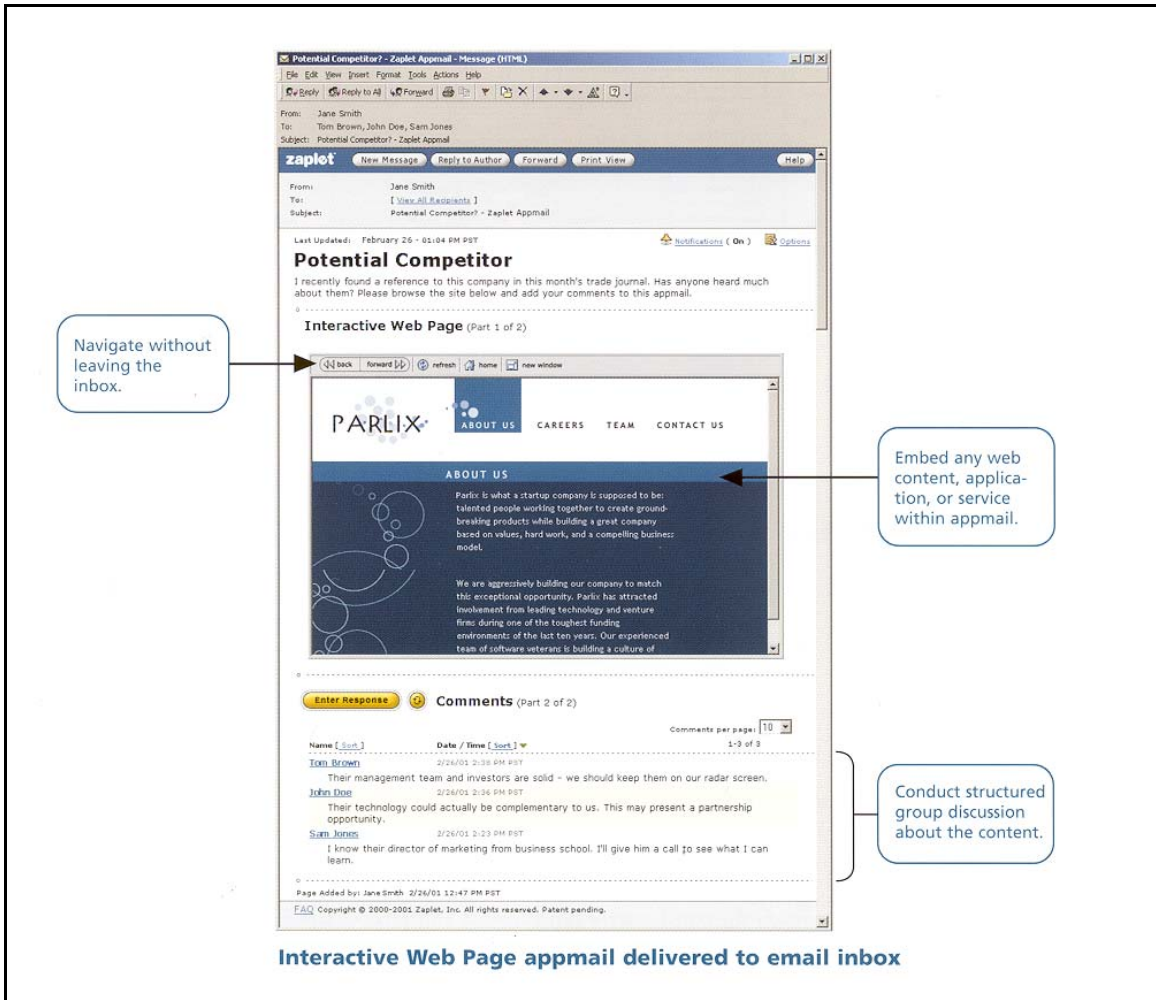 Potential Competitor? - Zaplet Appmail - Message (HTML)
File Edit View Insert Format Tools Actions Help
Reply Reply to All Forward
From: Jane Smith
To: Tom Brown, John Doe, Sam Jones
Subject: Potential Competitor? - Zaplet Appmail
zaplet New Message Reply to Author Forward Print View Help
From: Jane Smith
To: [ View All Recipients ]
Subject: Potential Competitor? - Zaplet Appmail
Last Updated: February 26 - 01:04 PM PST Notifications ( On ) Options
Potential Competitor
I recently found a reference to this company in this month's trade journal. Has anyone heard much
about them? Please browse the site below and add your comments to this appmail.
Interactive Web Page (Part 1 of 2)
Navigate without
leaving the
inbox.
back forward refresh home new window
PARLIX ABOUT US CAREERS TEAM CONTACT US
ABOUT US
Parlix is what a startup company is supposed to be:
talented people working together to create ground-
breaking products while building a great company
based on values, hard work, and a compelling business
model.
We are aggressively building our company to match
this exceptional opportunity. Parlix has attracted
involvement from leading technology and venture
firms during one of the toughest funding
environments of the last ten years. Our experienced
team of software veterans is building a culture of
Embed any web
content, applica-
tion, or service
within appmail.
Enter Response Comments (Part 2 of 2)
Comments per page: 10
Name [ Sort ] Date / Time [ Sort ] 1-3 of 3
Tom Brown 2/26/01 2:38 PM PST
Their management team and investors are solid - we should keep them on our radar screen.
John Doe 2/26/01 2:36 PM PST
Their technology could actually be complementary to us. This may present a partnership
opportunity.
Sam Jones 2/26/01 2:23 PM PST
I know their director of marketing from business school. I'll give him a call to see what I can
learn.
Conduct structured
group discussion
about the content.
Page Added by: Jane Smith 2/26/01 12:47 PM PST
FAQ Copyright © 2000-2001 Zaplet, Inc. All rights reserved. Patent pending.
Interactive Web Page appmail delivered to email inbox